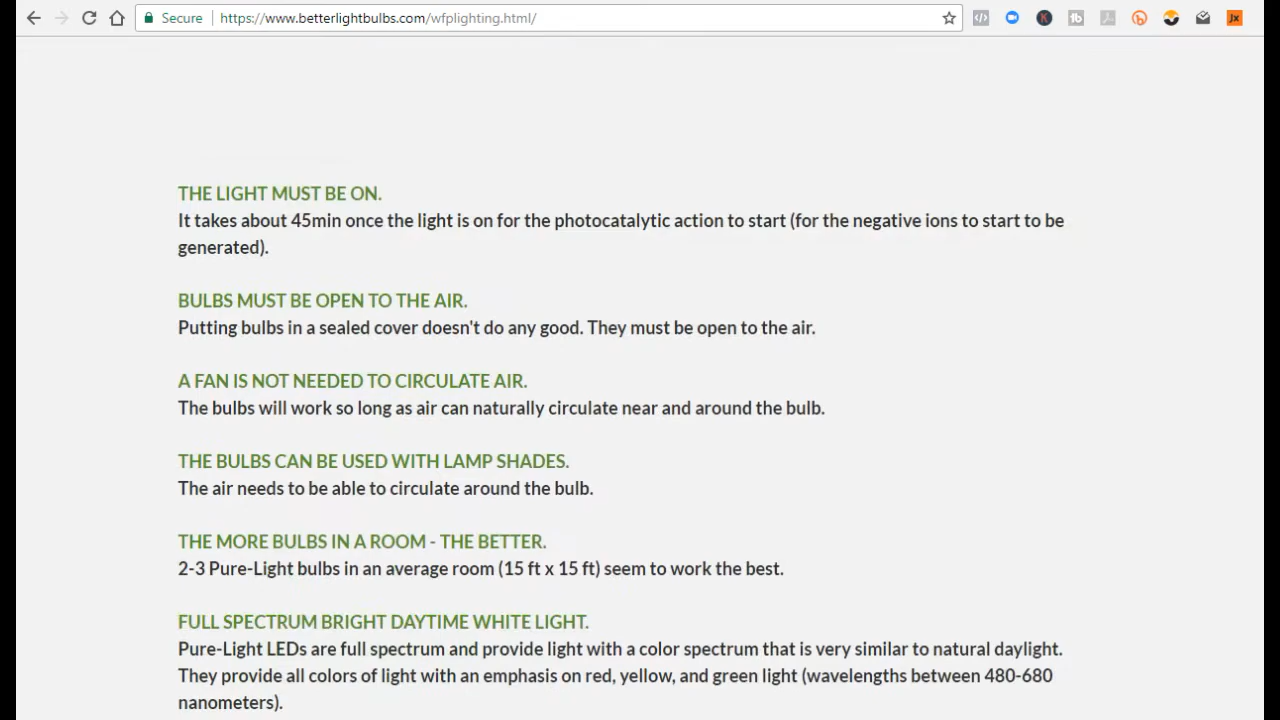 Secure https://www.betterlightbulbs.com/wfplighting.html/
THE LIGHT MUST BE ON.
It takes about 45min once the light is on for the photocatalytic action to start (for the negative ions to start to be
generated).
BULBS MUST BE OPEN TO THE AIR.
Putting bulbs in a sealed cover doesn't do any good. They must be open to the air.
A FAN IS NOT NEEDED TO CIRCULATE AIR.
The bulbs will work so long as air can naturally circulate near and around the bulb.
THE BULBS CAN BE USED WITH LAMP SHADES.
The air needs to be able to circulate around the bulb.
THE MORE BULBS IN A ROOM - THE BETTER.
2-3 Pure-Light bulbs in an average room (15 ft x 15 ft) seem to work the best.
FULL SPECTRUM BRIGHT DAYTIME WHITE LIGHT.
Pure-Light LEDs are full spectrum and provide light with a color spectrum that is very similar to natural daylight.
They provide all colors of light with an emphasis on red, yellow, and green light (wavelengths between 480-680
nanometers).